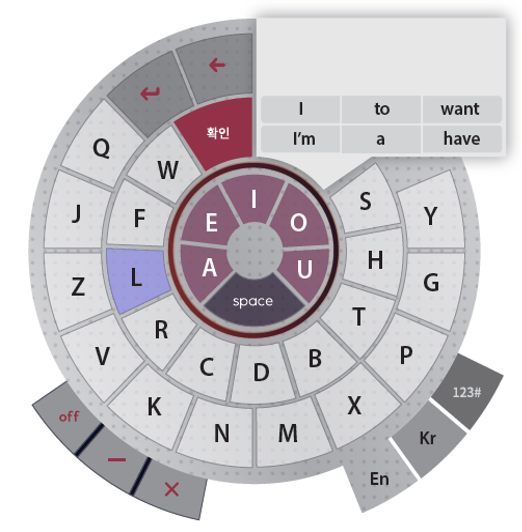 I to want
I'm a have
확인
Q W S Y
J F E I O H G
Z L A U T P
space
V R C D B X
K N M
off
−
×
123#
Kr
En